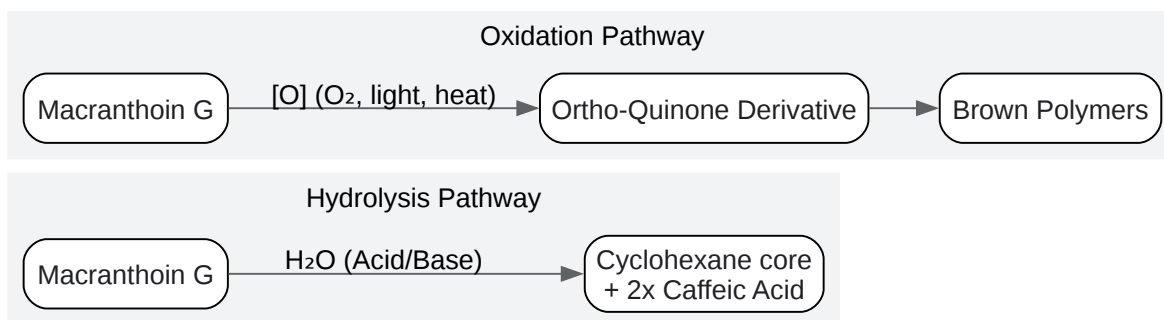 Oxidation Pathway
Macranthoin G
[O] (O₂, light, heat)
Ortho-Quinone Derivative
Brown Polymers
Hydrolysis Pathway
Macranthoin G
H₂O (Acid/Base)
Cyclohexane core
+ 2x Caffeic Acid